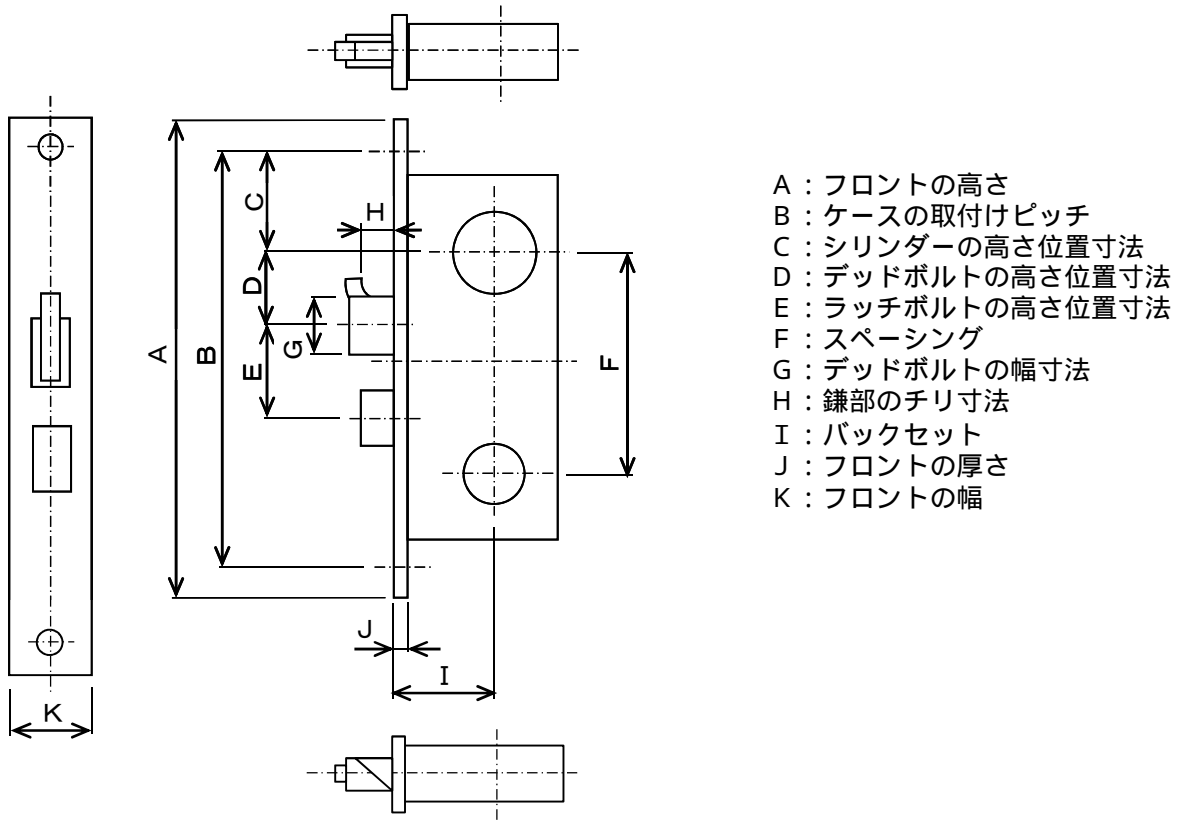 C
H
D
A
B
G
E
F
J
I
K
A：フロントの高さ
B：ケースの取付けピッチ
C：シリンダーの高さ位置寸法
D：デッドボルトの高さ位置寸法
E：ラッチボルトの高さ位置寸法
F：スペーシング
G：デッドボルトの幅寸法
H：鎌部のチリ寸法
I：バックセット
J：フロントの厚さ
K：フロントの幅